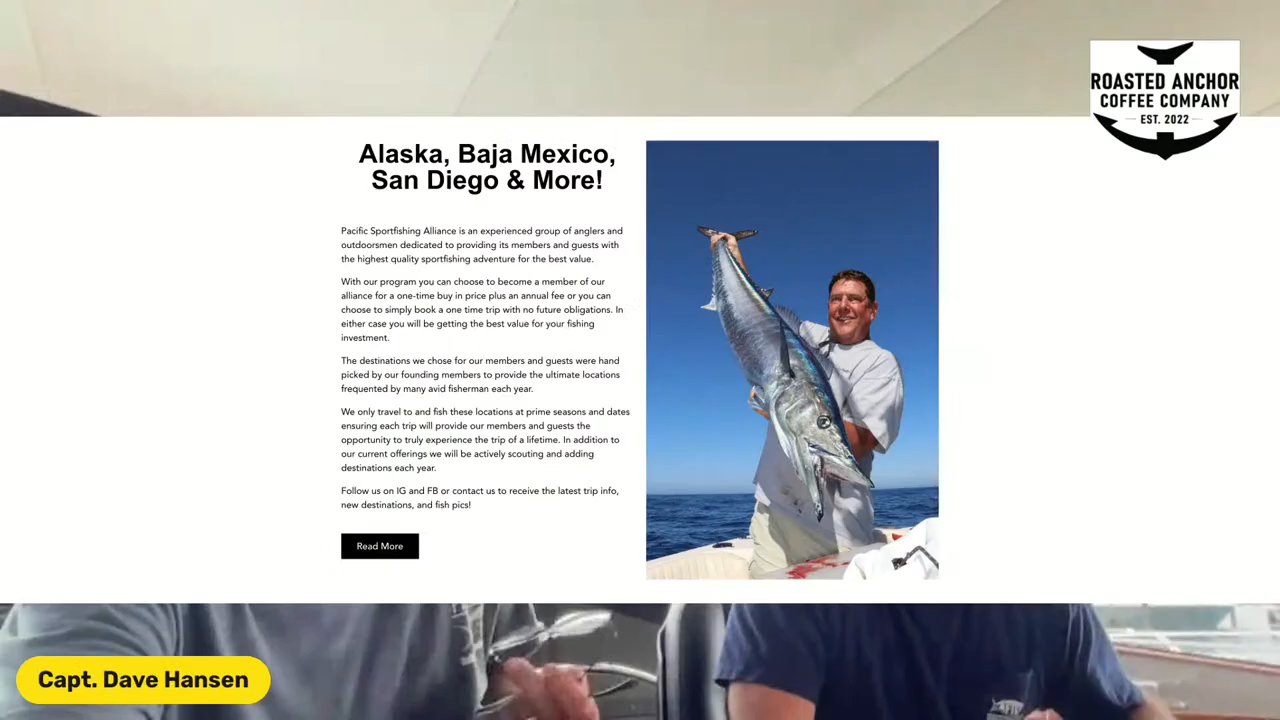 ROASTED ANCHOR
COFFEE COMPANY
EST. 2022
Alaska, Baja Mexico,
San Diego & More!
Pacific Sportfishing Alliance is an experienced group of anglers and
outdoorsmen dedicated to providing its members and guests with
the highest quality sportfishing adventure for the best value.
With our program you can choose to become a member of our
alliance for a one-time buy in price plus an annual fee or you can
choose to simply book a one time trip with no future obligations. In
either case you will be getting the best value for your fishing
investment.
The destinations we chose for our members and guests were hand
picked by our founding members to provide the ultimate locations
frequented by many avid fisherman each year.
We only travel to and fish these locations at prime seasons and dates
ensuring each trip will provide our members and guests the
opportunity to truly experience the trip of a lifetime. In addition to
our current offerings we will be actively scouting and adding
destinations each year.
Follow us on IG and FB or contact us to receive the latest trip info,
new destinations, and fish pics!
Read More
Capt. Dave Hansen